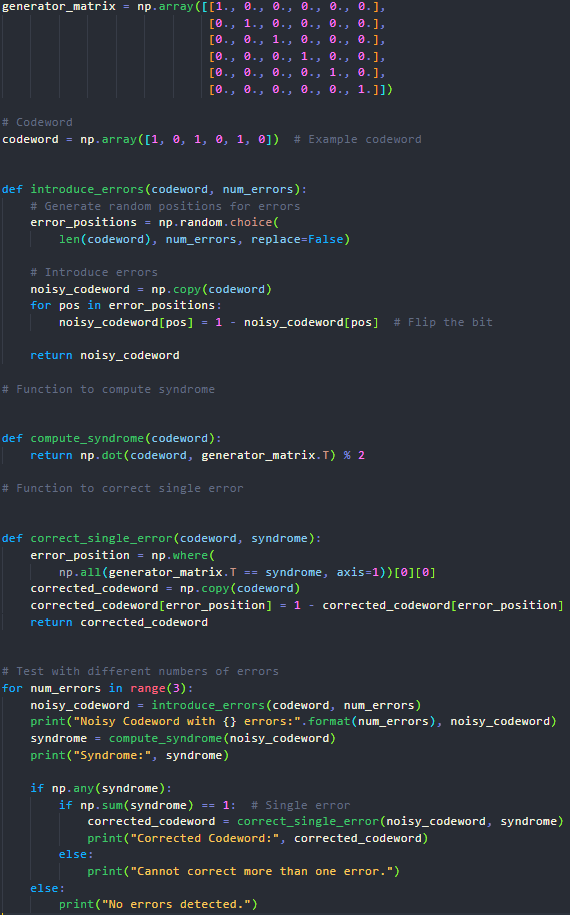 generator_matrix = np.array([[1., 0., 0., 0., 0., 0.],
                             [0., 1., 0., 0., 0., 0.],
                             [0., 0., 1., 0., 0., 0.],
                             [0., 0., 0., 1., 0., 0.],
                             [0., 0., 0., 0., 1., 0.],
                             [0., 0., 0., 0., 0., 1.]])

# Codeword
codeword = np.array([1, 0, 1, 0, 1, 0])  # Example codeword


def introduce_errors(codeword, num_errors):
    # Generate random positions for errors
    error_positions = np.random.choice(
        len(codeword), num_errors, replace=False)

    # Introduce errors
    noisy_codeword = np.copy(codeword)
    for pos in error_positions:
        noisy_codeword[pos] = 1 - noisy_codeword[pos]  # Flip the bit

    return noisy_codeword

# Function to compute syndrome


def compute_syndrome(codeword):
    return np.dot(codeword, generator_matrix.T) % 2

# Function to correct single error


def correct_single_error(codeword, syndrome):
    error_position = np.where(
        np.all(generator_matrix.T == syndrome, axis=1))[0][0]
    corrected_codeword = np.copy(codeword)
    corrected_codeword[error_position] = 1 - corrected_codeword[error_position]
    return corrected_codeword


# Test with different numbers of errors
for num_errors in range(3):
    noisy_codeword = introduce_errors(codeword, num_errors)
    print("Noisy Codeword with {} errors:".format(num_errors), noisy_codeword)
    syndrome = compute_syndrome(noisy_codeword)
    print("Syndrome:", syndrome)

    if np.any(syndrome):
        if np.sum(syndrome) == 1:  # Single error
            corrected_codeword = correct_single_error(noisy_codeword, syndrome)
            print("Corrected Codeword:", corrected_codeword)
        else:
            print("Cannot correct more than one error.")
    else:
        print("No errors detected.")